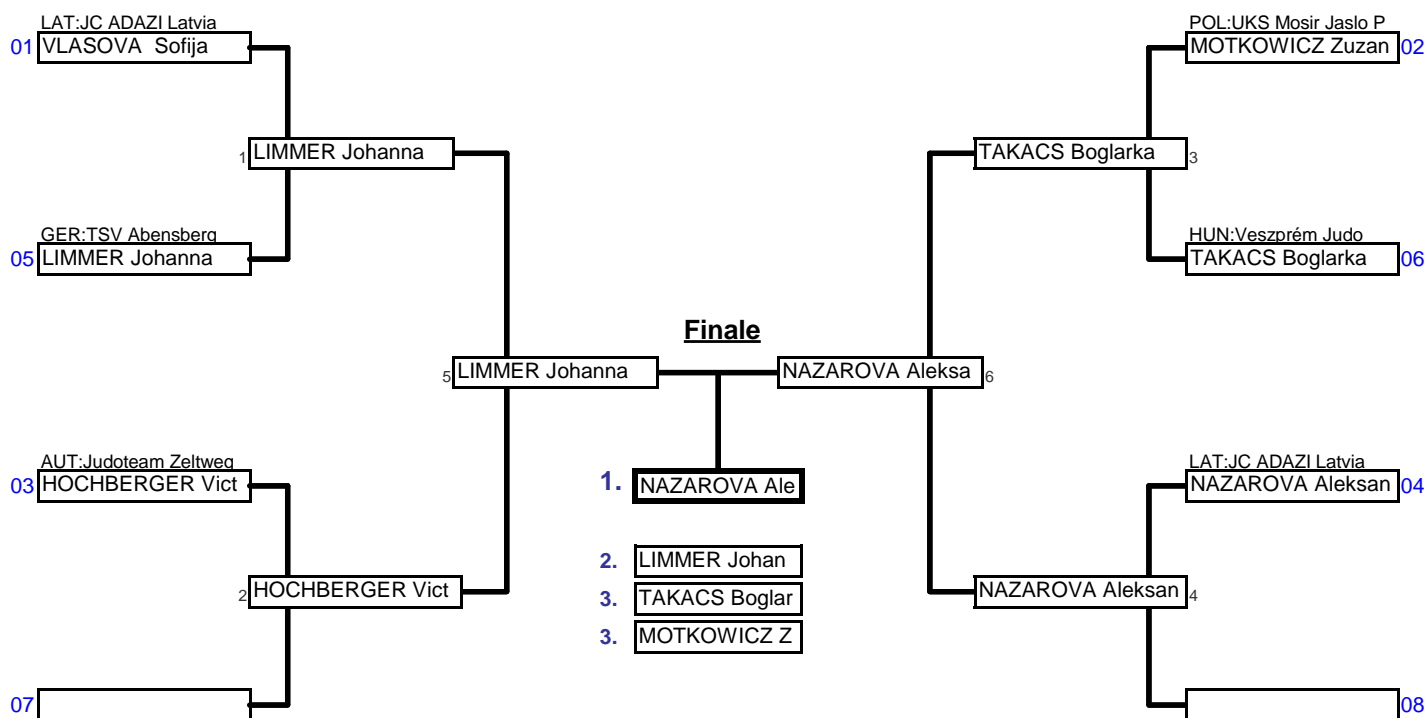 LAT:JC ADAZI Latvia
01 VLASOVA  Sofija
POL:UKS Mosir Jaslo P
MOTKOWICZ Zuzan 02
1 LIMMER Johanna
TAKACS Boglarka 3
GER:TSV Abensberg
05 LIMMER Johanna
HUN:Veszprém Judo
TAKACS Boglarka 06
Finale
5 LIMMER Johanna
NAZAROVA Aleksa 6
AUT:Judoteam Zeltweg
03 HOCHBERGER Vict
1. NAZAROVA Ale
LAT:JC ADAZI Latvia
NAZAROVA Aleksan 04
2. LIMMER Johan
2 HOCHBERGER Vict
NAZAROVA Aleksan 4
3. TAKACS Boglar
3. MOTKOWICZ Z
07
08